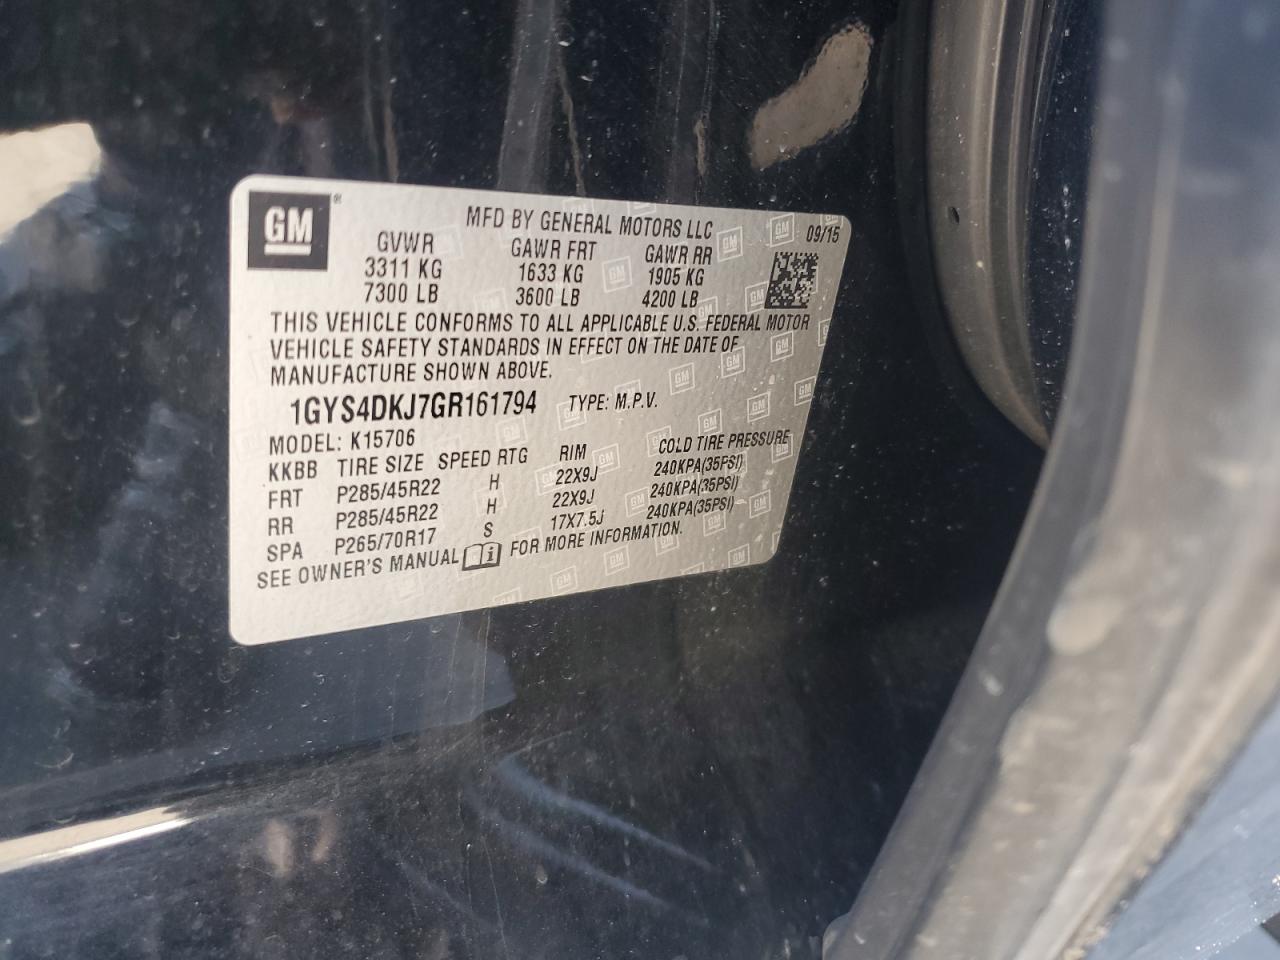 GM ®
MFD BY GENERAL MOTORS LLC 09/15
GVWR GAWR FRT GAWR RR
3311 KG 1633 KG 1905 KG
7300 LB 3600 LB 4200 LB
THIS VEHICLE CONFORMS TO ALL APPLICABLE U.S. FEDERAL MOTOR
VEHICLE SAFETY STANDARDS IN EFFECT ON THE DATE OF
MANUFACTURE SHOWN ABOVE.
1GYS4DKJ7GR161794 TYPE: M.P.V.
MODEL: K15706
KKBB TIRE SIZE SPEED RTG RIM COLD TIRE PRESSURE
FRT P285/45R22 H 22X9J 240KPA(35PSI)
RR P285/45R22 H 22X9J 240KPA(35PSI)
SPA P265/70R17 S 17X7.5J 240KPA(35PSI)
SEE OWNER'S MANUAL i FOR MORE INFORMATION.